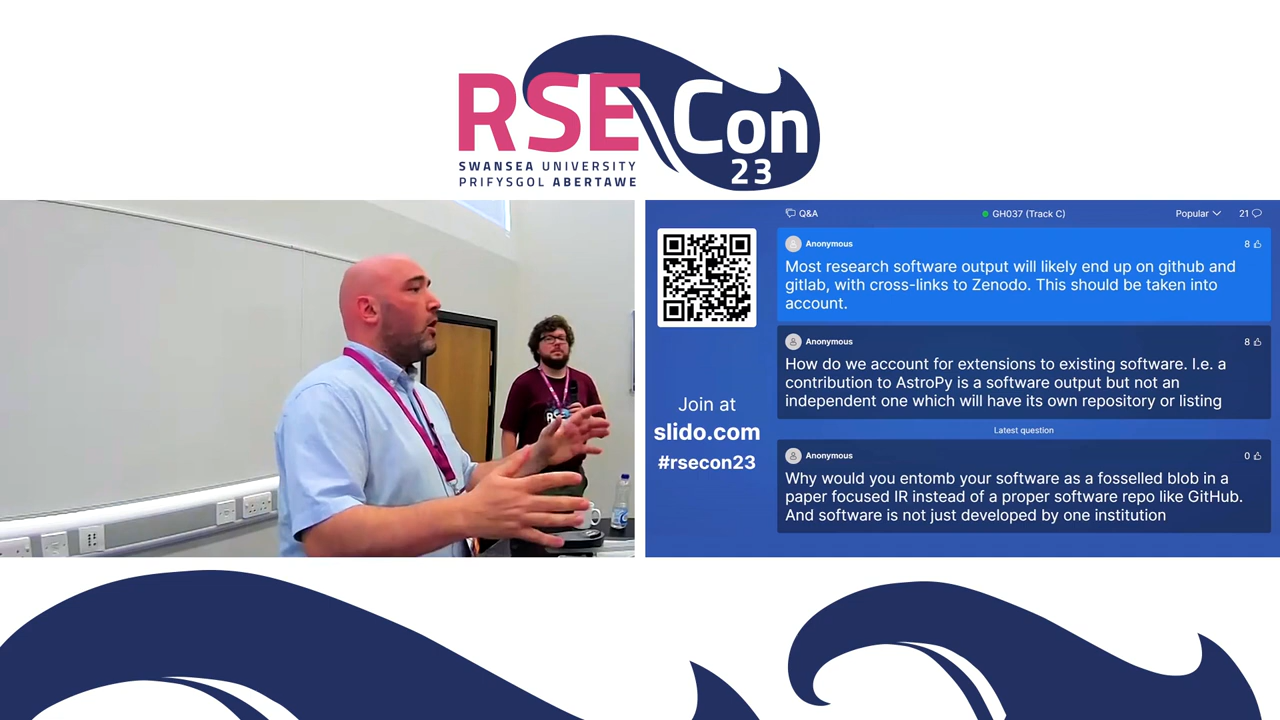 RSE Con
23
SWANSEA UNIVERSITY
PRIFYSGOL ABERTAWE
Q&A
GH037 (Track C)
Popular
21
Anonymous
8
Most research software output will likely end up on github and
gitlab, with cross-links to Zenodo. This should be taken into
account.
Anonymous
8
How do we account for extensions to existing software. I.e. a
contribution to AstroPy is a software output but not an
independent one which will have its own repository or listing
Latest question
Anonymous
0
Why would you entomb your software as a fosselled blob in a
paper focused IR instead of a proper software repo like GitHub.
And software is not just developed by one institution
Join at
slido.com
#rsecon23